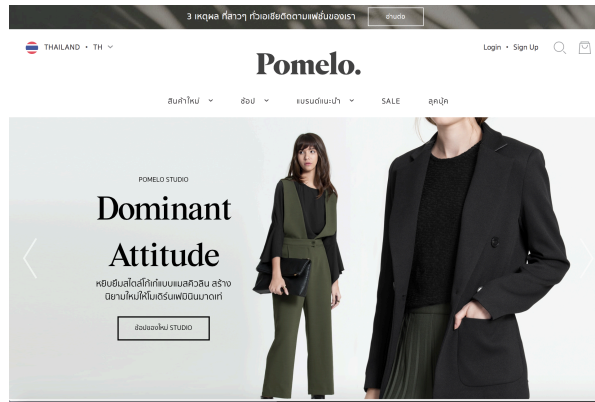 3 เหตุผล ที่สาวๆ ทั่วเอเชียติดตามแฟชั่นของเรา
อ่านต่อ
THAILAND • TH
Pomelo.
Login • Sign Up
สินค้าใหม่
ช้อป
แบรนด์แนะนำ
SALE
ลุคบุ้ค
POMELO STUDIO
Dominant
Attitude
หยิบยืมสไตล์โก้เก๋แบบแมสคิวลิน สร้าง
นิยามใหม่ให้โมเดิร์นเฟมินินมาดเท่
ช้อปของใหม่ STUDIO